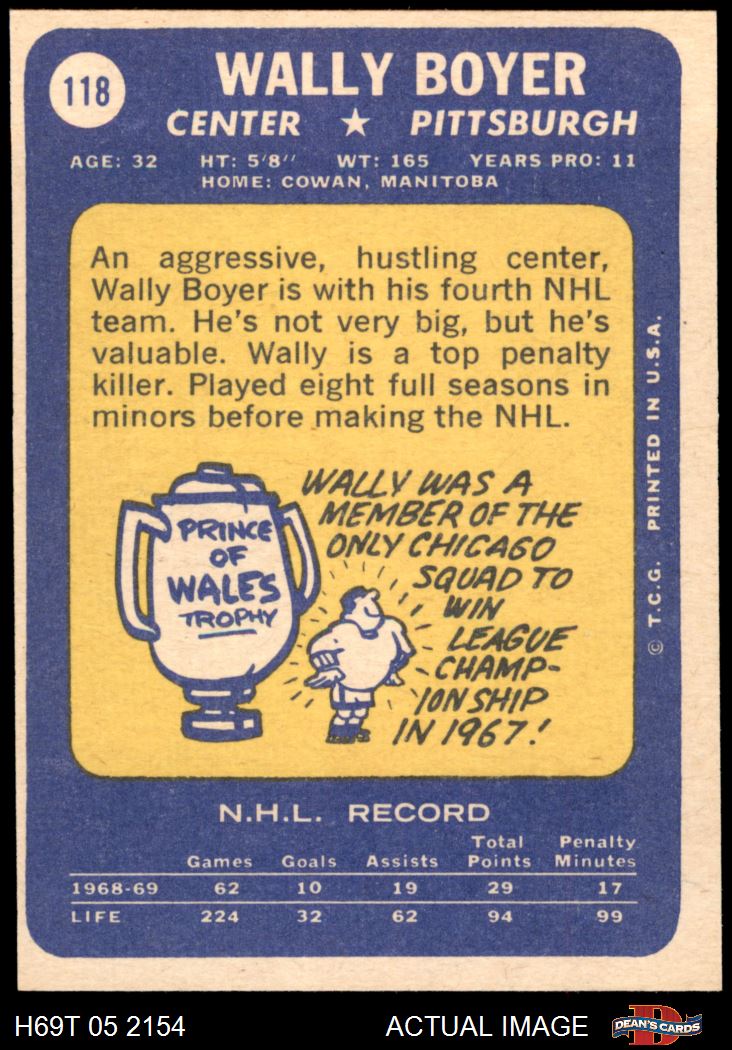 118
WALLY BOYER
CENTER ★ PITTSBURGH
AGE: 32 HT: 5'8'' WT: 165 YEARS PRO: 11
HOME: COWAN, MANITOBA
An aggressive, hustling center,
Wally Boyer is with his fourth NHL
team. He's not very big, but he's
valuable. Wally is a top penalty
killer. Played eight full seasons in
minors before making the NHL.
PRINCE
OF
WALES
TROPHY
WALLY WAS A
MEMBER OF THE
ONLY CHICAGO
SQUAD TO
WIN
LEAGUE
CHAMP-
IONSHIP
IN 1967!
© T.C.G. PRINTED IN U.S.A.
N.H.L. RECORD
Games Goals Assists Total Points Penalty Minutes
1968-69 62 10 19 29 17
LIFE 224 32 62 94 99
H69T 05 2154 ACTUAL IMAGE
D
DEAN'S CARDS